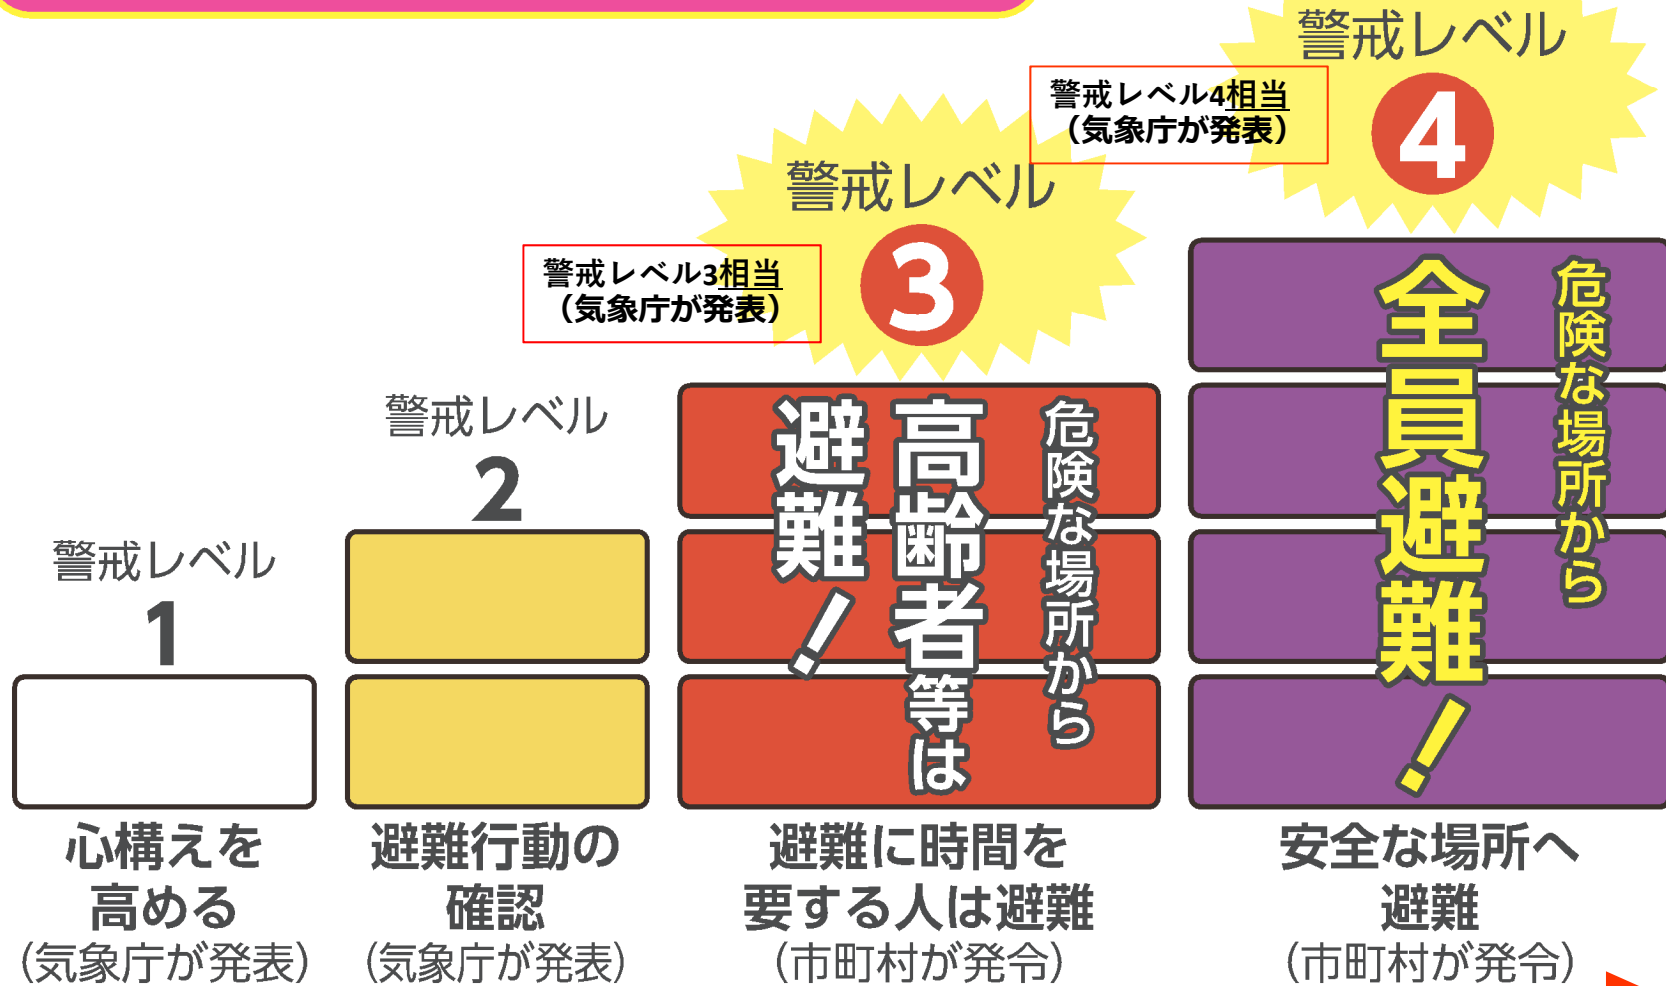 警戒レベル
1
心構えを
高める
（気象庁が発表）
警戒レベル
2
避難行動の
確認
（気象庁が発表）
警戒レベル3相当
（気象庁が発表）
警戒レベル
3
危険な場所から
高齢者等は
避難！
避難に時間を
要する人は避難
（市町村が発令）
警戒レベル4相当
（気象庁が発表）
警戒レベル
4
危険な場所から
全員避難！
安全な場所へ
避難
（市町村が発令）